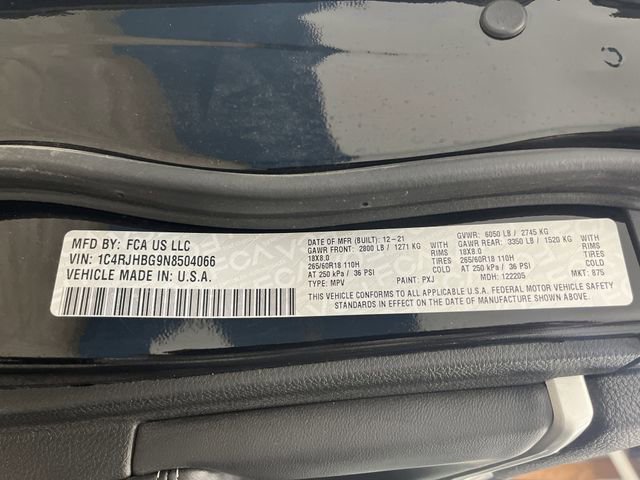 MFD BY: FCA US LLC
VIN: 1C4RJHBG9N8504066
VEHICLE MADE IN U.S.A.
DATE OF MFR (BUILT): 12-21
GAWR FRONT: 2800 LB / 1271 KG
18X8.0 RIMS
265/60R18 110H TIRES
AT 250 kPa / 36 PSI
TYPE: MPV PAINT: PXJ
GVWR: 6050 LB / 2745 KG
GAWR REAR: 3350 LB / 1520 KG
18X8.0 RIMS
265/60R18 110H TIRES
AT 250 kPa / 36 PSI
MDH: 122205 MKT: 875
THIS VEHICLE CONFORMS TO ALL APPLICABLE U.S.A. FEDERAL MOTOR VEHICLE SAFETY
STANDARDS IN EFFECT ON THE DATE OF MANUFACTURE SHOWN ABOVE.